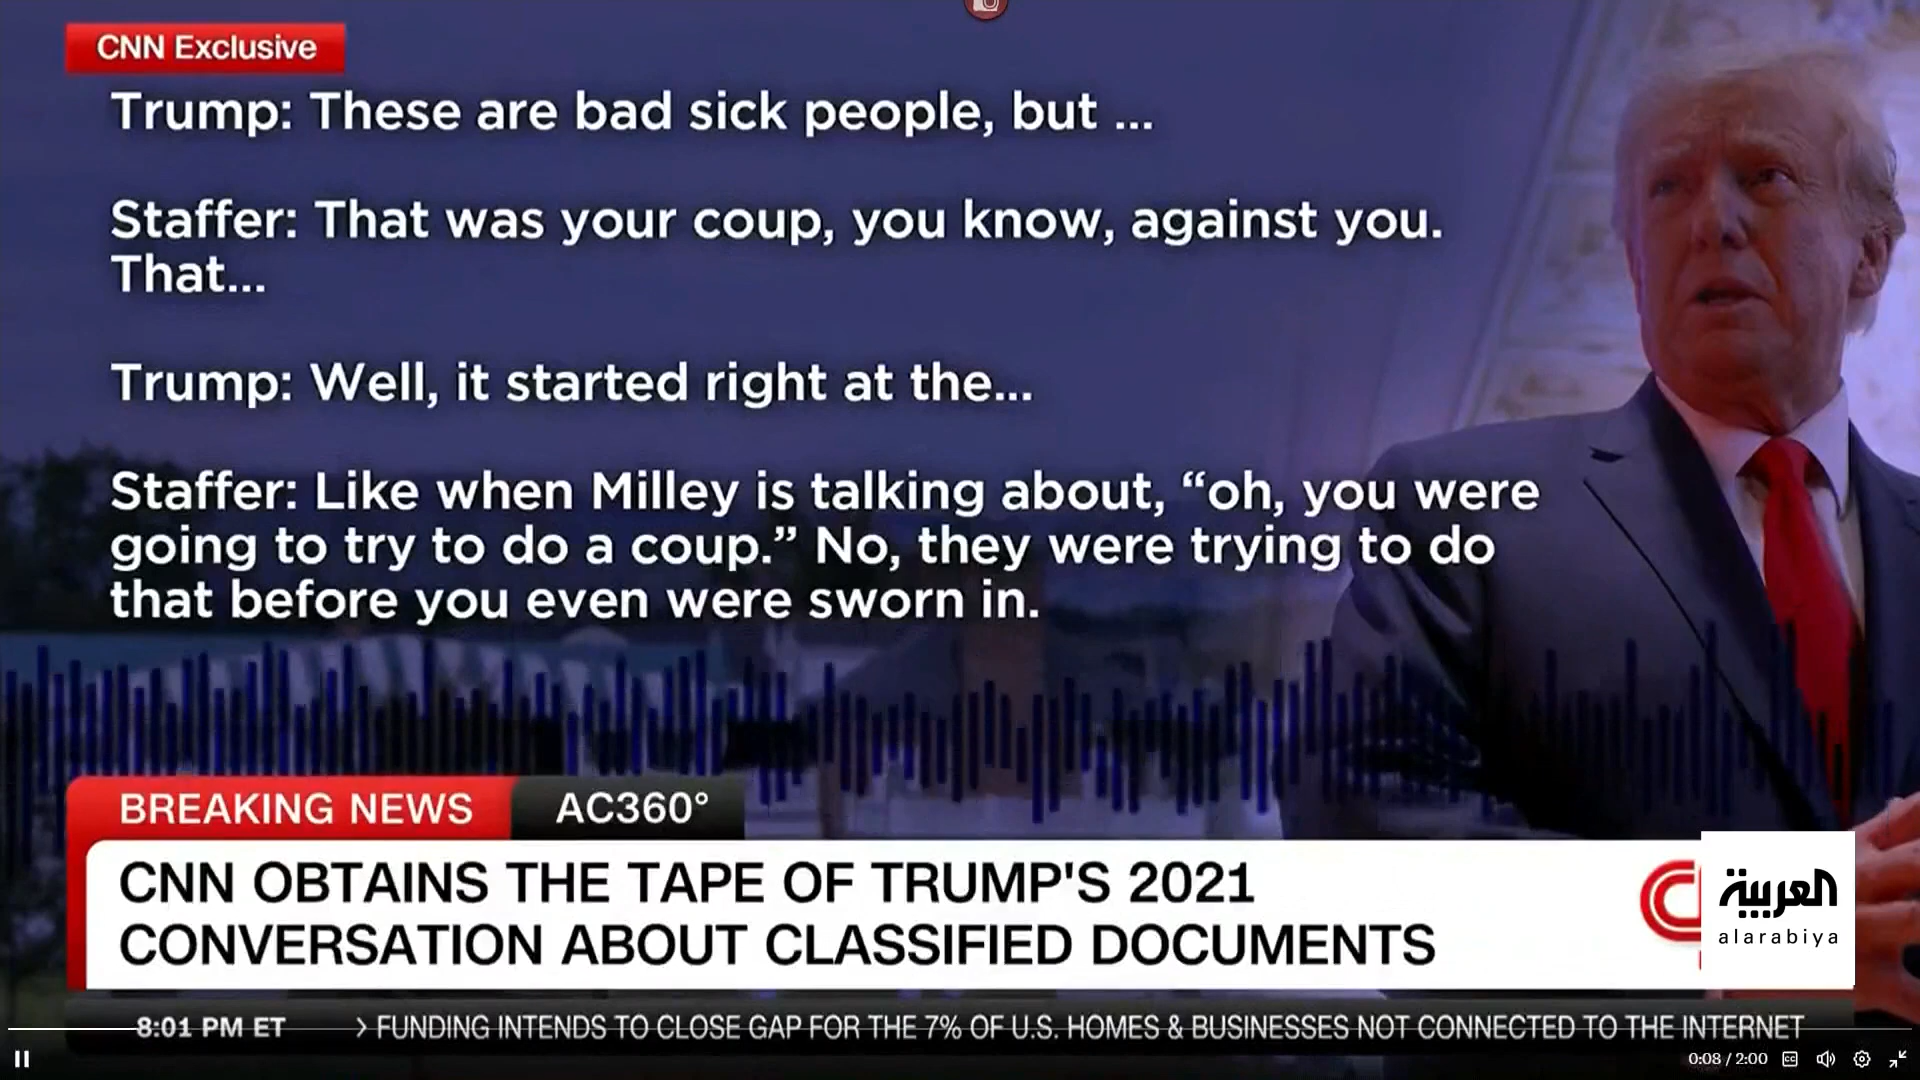 CNN Exclusive
Trump: These are bad sick people, but ...
Staffer: That was your coup, you know, against you.
That...
Trump: Well, it started right at the...
Staffer: Like when Milley is talking about, “oh, you were
going to try to do a coup.” No, they were trying to do
that before you even were sworn in.
BREAKING NEWS AC360°
CNN OBTAINS THE TAPE OF TRUMP'S 2021
CONVERSATION ABOUT CLASSIFIED DOCUMENTS
العربية
alarabiya
8:01 PM ET > FUNDING INTENDS TO CLOSE GAP FOR THE 7% OF U.S. HOMES & BUSINESSES NOT CONNECTED TO THE INTERNET
0:08 / 2:00 CC